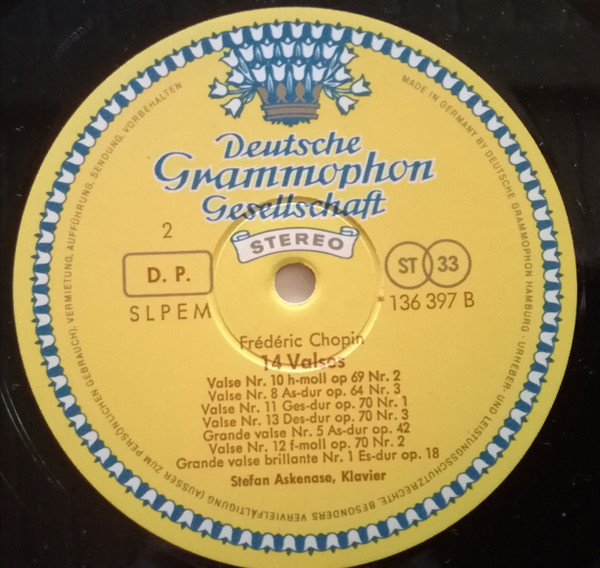 Deutsche
Grammophon
Gesellschaft
STEREO
2
D. P.
SLPEM
ST 33
*136 397 B
Frédéric Chopin
14 Valses
Valse Nr. 10 h-moll op 69 Nr. 2
Valse Nr. 8 As-dur op. 64 Nr. 3
Valse Nr. 11 Ges-dur op. 70 Nr. 1
Valse Nr. 13 Des-dur op. 70 Nr. 3
Grande valse Nr. 5 As-dur op. 42
Valse Nr. 12 f-moll op. 70 Nr. 2
Grande valse brillante Nr. 1 Es-dur op. 18
Stefan Askenase, Klavier
MADE IN GERMANY BY DEUTSCHE GRAMMOPHON HAMBURG · URHEBER- UND LEISTUNGSSCHUTZRECHTE, BESONDERS VERVIELFÄLTIGUNG (AUSSER ZUM PERSÖNLICHEN GEBRAUCH), VERMIETUNG, AUFFÜHRUNG, SENDUNG, VORBEHALTEN